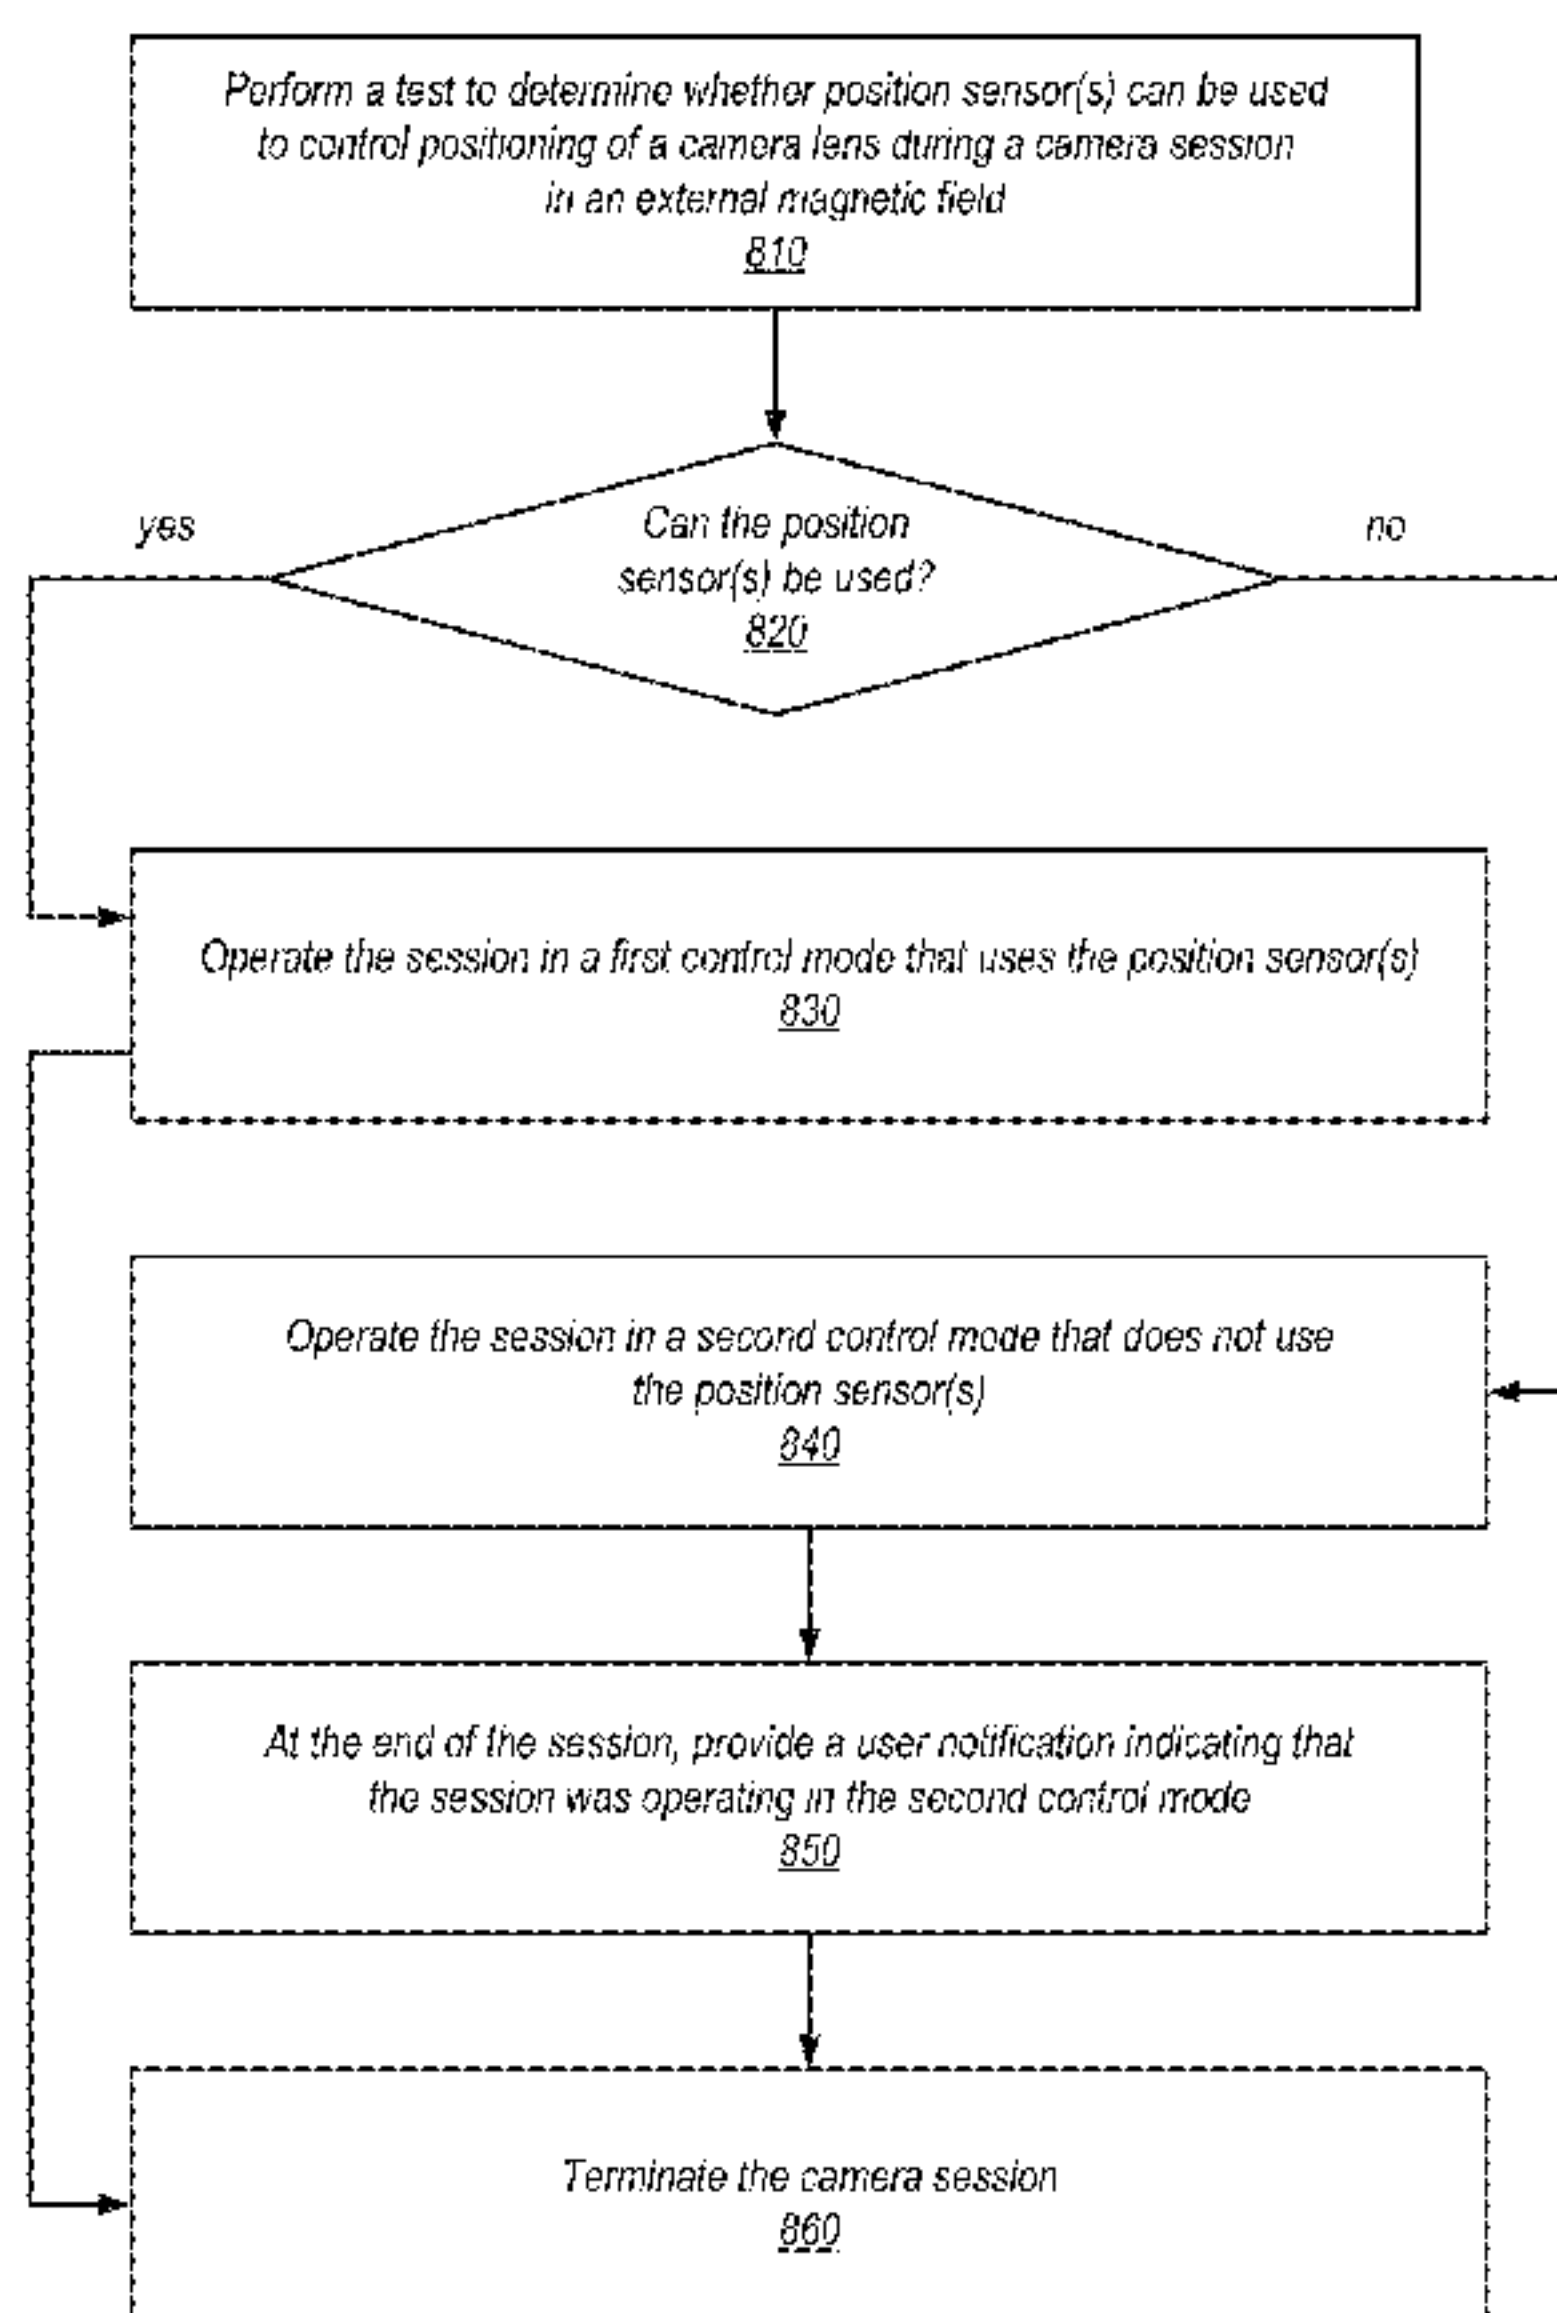 Perform a test to determine whether position sensor(s) can be used
to control positioning of a camera lens during a camera session
in an external magnetic field
810
Can the position
sensor(s) be used?
820
yes
no
Operate the session in a first control mode that uses the position sensor(s)
830
Operate the session in a second control mode that does not use
the position sensor(s)
840
At the end of the session, provide a user notification indicating that
the session was operating in the second control mode
850
Terminate the camera session
860